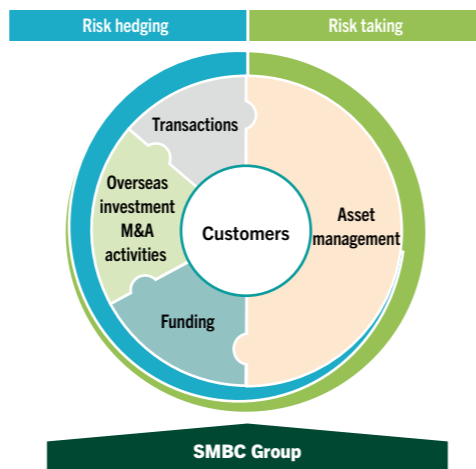 Risk hedging
Risk taking
Transactions
Overseas
investment
M&A
activities
Customers
Asset
management
Funding
SMBC Group